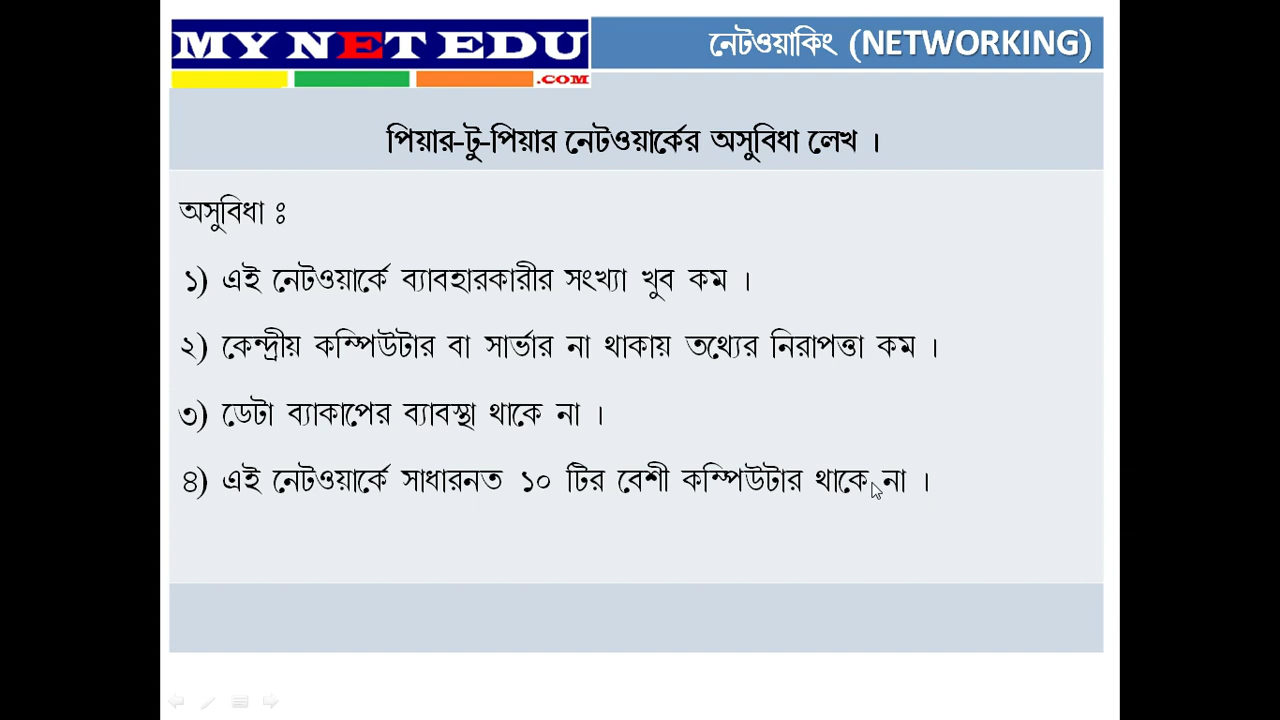 MY NET EDU
.COM
নেটওয়াকিং (NETWORKING)
পিয়ার-টু-পিয়ার নেটওয়ার্কের অসুবিধা লেখ ।
অসুবিধা ঃ
১) এই নেটওয়ার্কে ব্যাবহারকারীর সংখ্যা খুব কম ।
২) কেন্দ্রীয় কম্পিউটার বা সার্ভার না থাকায় তথ্যের নিরাপত্তা কম ।
৩) ডেটা ব্যাকাপের ব্যাবস্থা থাকে না ।
৪) এই নেটওয়ার্কে সাধারনত ১০ টির বেশী কম্পিউটার থাকে না ।